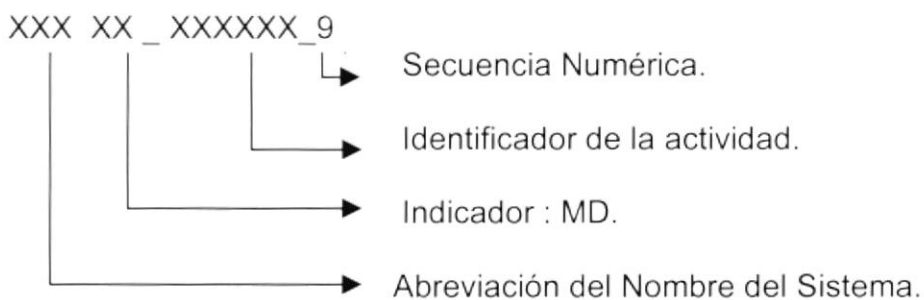 XXX XX _ XXXXXX_9
Secuencia Numérica.
Identificador de la actividad.
Indicador : MD.
Abreviación del Nombre del Sistema.